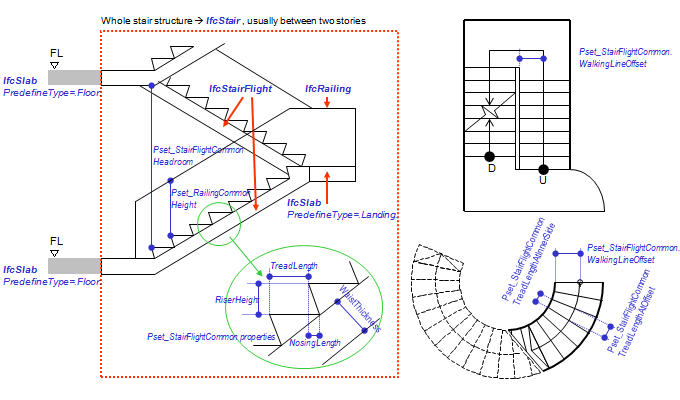 Whole stair structure → IfcStair , usually between two stories
FL
IfcSlab
PredefineType=.Floor
IfcStairFlight
IfcRailing
Pset_StairFlightCommon
Headroom
Pset_RailingCommon
Height
IfcSlab
PredefineType=.Landing.
FL
IfcSlab
PredefineType=.Floor
TreadLength
RiserHeight
WaistThickness
Pset_StairFlightCommon properties
NosingLength
Pset_StairFlightCommon.
WalkingLineOffset
D
U
Pset_StairFlightCommon
TreadLengthAtInnerSide
Pset_StairFlightCommon.
WalkingLineOffset
Pset_StairFlightCommon
TreadLengthAtOffset